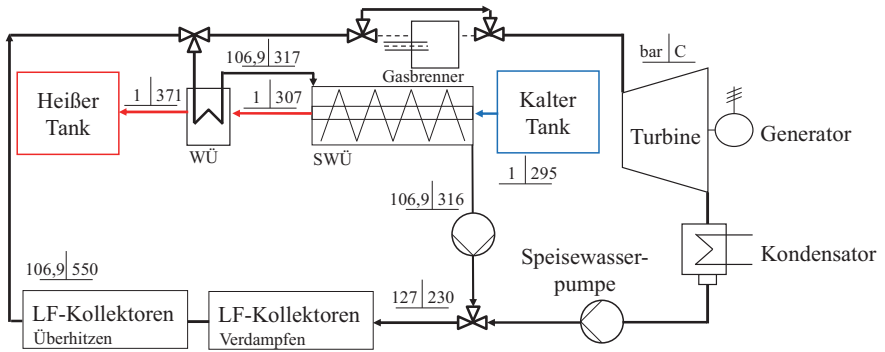 106,9 317
Gasbrenner
bar C
Heißer
Tank
1 371
1 307
Kalter
Tank
Turbine
Generator
WÜ
SWÜ
1 295
106,9 316
Speisewasser-
pumpe
Kondensator
106,9 550
127 230
LF-Kollektoren
Überhitzen
LF-Kollektoren
Verdampfen